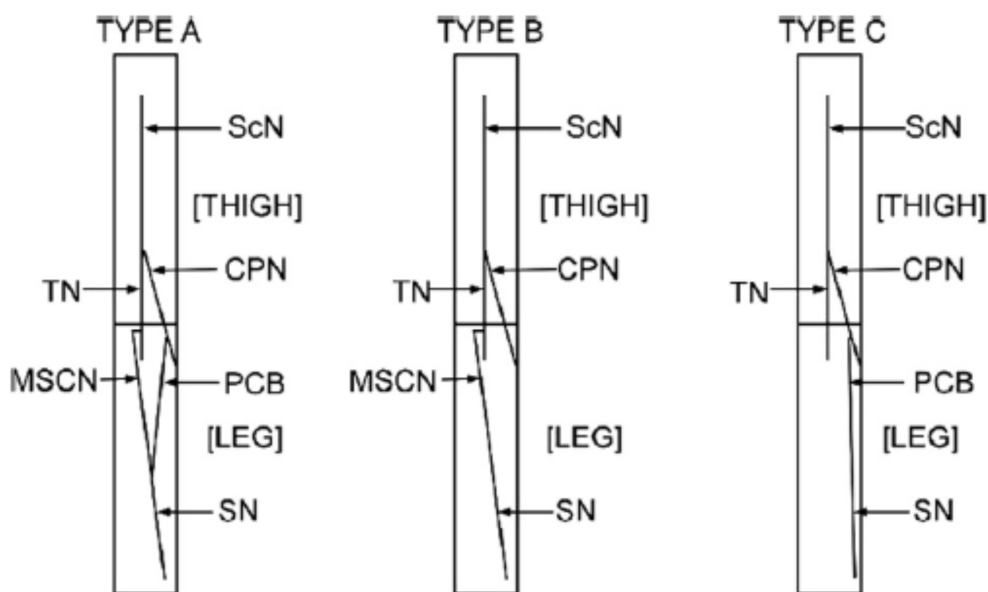 TYPE A TYPE B TYPE C
ScN ScN ScN
[THIGH] [THIGH] [THIGH]
CPN CPN CPN
TN TN TN
MSCN PCB MSCN PCB
[LEG] [LEG] [LEG]
SN SN SN